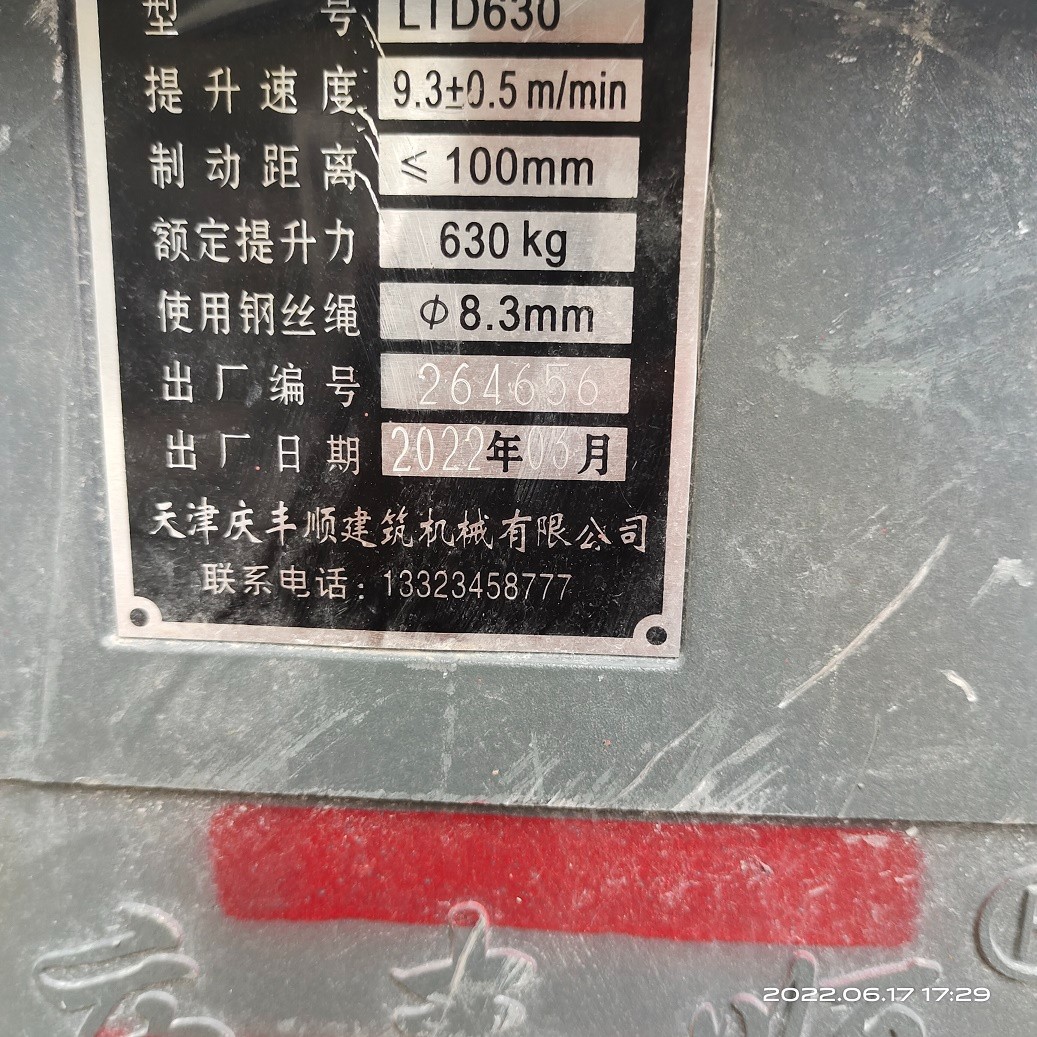 型号 LTD630
提升速度 9.3±0.5 m/min
制动距离 ≤100mm
额定提升力 630 kg
使用钢丝绳 Φ8.3mm
出厂编号 264656
出厂日期 2022年06月
天津庆丰顺建筑机械有限公司
联系电话:13323458777
2022.06.17 17:29